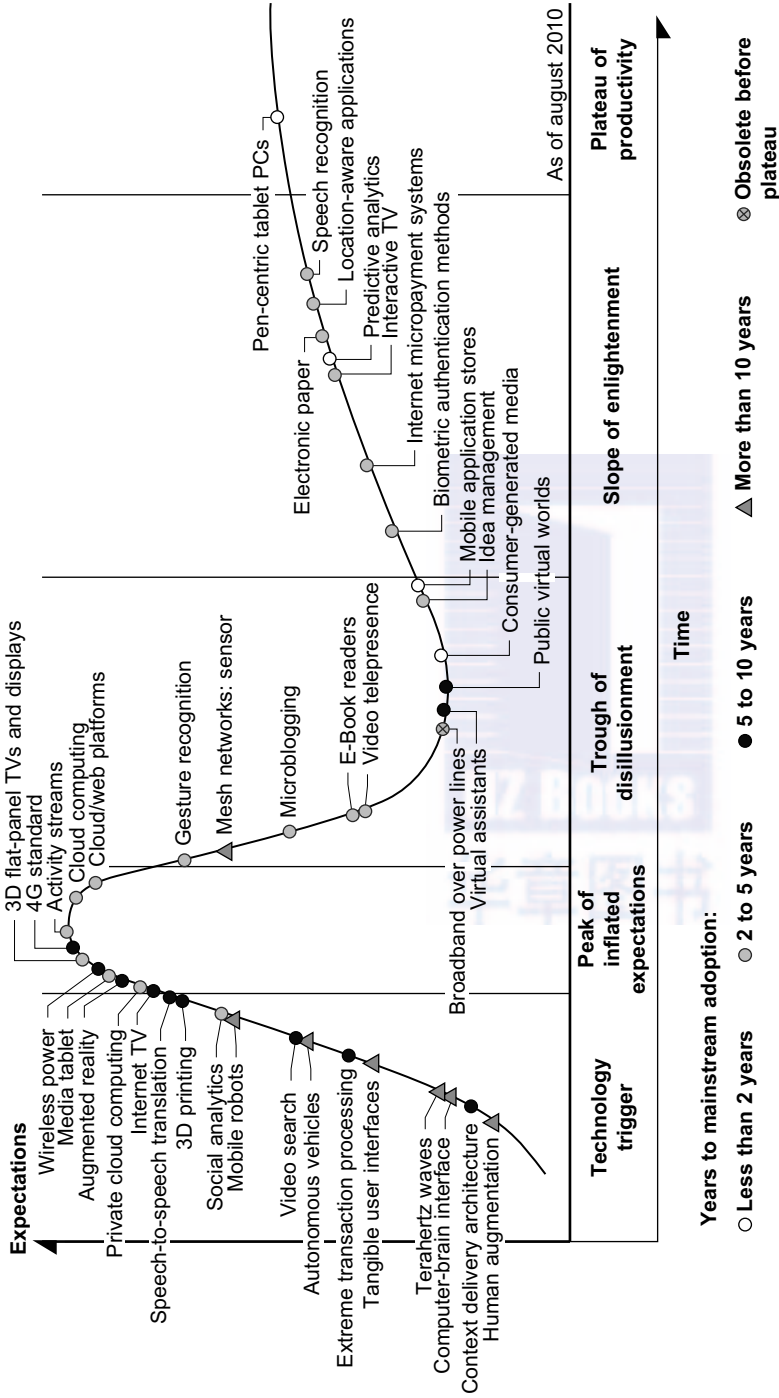 Expectations
3D flat-panel TVs and displays
4G standard
Activity streams
Cloud computing
Cloud/web platforms
Wireless power
Media tablet
Augmented reality
Private cloud computing
Internet TV
Speech-to-speech translation
3D printing
Social analytics
Mobile robots
Video search
Autonomous vehicles
Extreme transaction processing
Tangible user interfaces
Terahertz waves
Computer-brain interface
Context delivery architecture
Human augmentation
Gesture recognition
Mesh networks: sensor
Microblogging
E-Book readers
Video telepresence
Broadband over power lines
Virtual assistants
Public virtual worlds
Consumer-generated media
Idea management
Mobile application stores
Biometric authentication methods
Internet micropayment systems
Interactive TV
Predictive analytics
Electronic paper
Location-aware applications
Speech recognition
Pen-centric tablet PCs
As of august 2010
Technology
trigger
Peak of
inflated
expectations
Trough of
disillusionment
Slope of enlightenment
Plateau of
productivity
Time
Years to mainstream adoption:
Less than 2 years
2 to 5 years
5 to 10 years
More than 10 years
Obsolete before
plateau
HZ BOOKS
华章图书